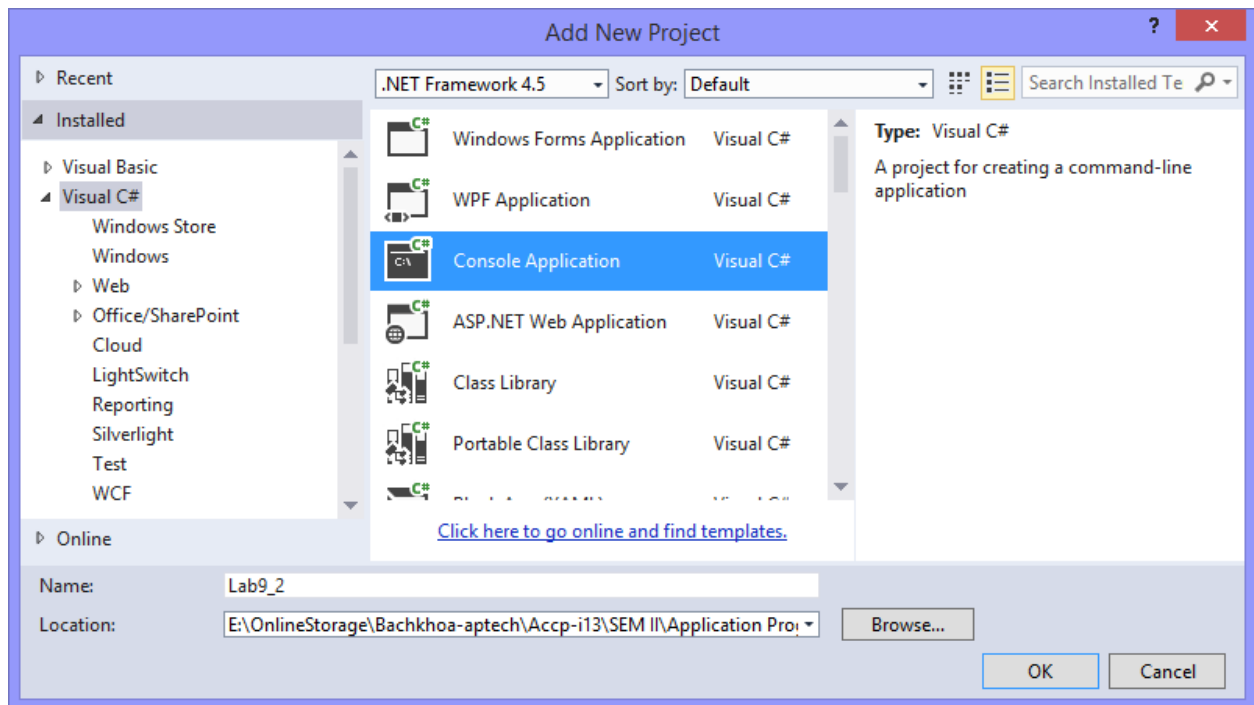 Add New Project
?
Recent
.NET Framework 4.5 Sort by: Default Search Installed Te
Installed
Visual Basic
Visual C#
Windows Store
Windows
Web
Office/SharePoint
Cloud
LightSwitch
Reporting
Silverlight
Test
WCF
Online
C# Windows Forms Application Visual C#
C# WPF Application Visual C#
C# C:\ Console Application Visual C#
C# ASP.NET Web Application Visual C#
C# Class Library Visual C#
C# Portable Class Library Visual C#
C#
Click here to go online and find templates.
Type: Visual C#
A project for creating a command-line
application
Name: Lab9_2
Location: E:\OnlineStorage\Bachkhoa-aptech\Accp-i13\SEM II\Application Pro Browse...
OK Cancel